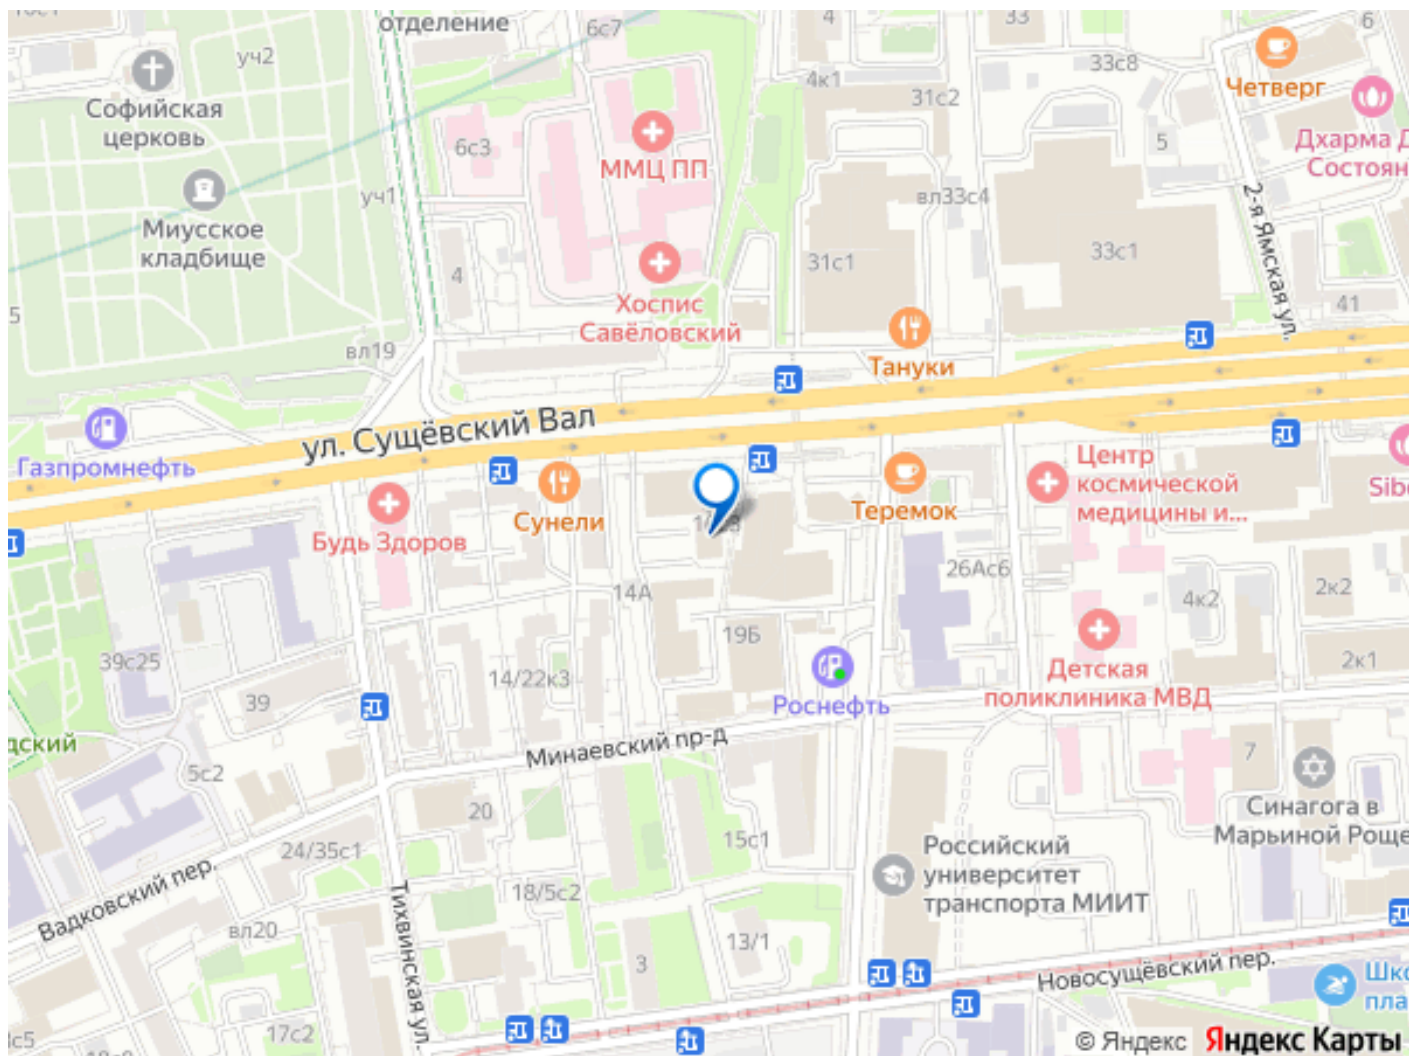 отделение
6с7
4
33
6
уч2
4к1
33с8
Четверг
Софийская
церковь
31с2
5
Дхарма Д
Состоян
6с3
ММЦ ПП
уч1
вл33с4
2-я Ямская ул.
Миусское
кладбище
4
31с1
33с1
Хоспис
Савёловский
41
5
вл19
Тануки
ул. Сущёвский Вал
Газпромнефть
Центр
космической
медицины и...
Sibe
Сунели
Теремок
Будь Здоров
14А
26Ас6
4к2
2к2
19Б
39с25
14/22к3
2к1
Детская
поликлиника МВД
39
Роснефть
дский
Минаевский пр-д
5с2
7
20
Синагога в
Марьиной Роще
15с1
24/35с1
Российский
университет
транспорта МИИТ
Вадковский пер.
18/5с2
Тихвинская ул.
вл20
13/1
3
Новосущёвский пер.
Шко
пла
17с2
© Яндекс Яндекс Карты